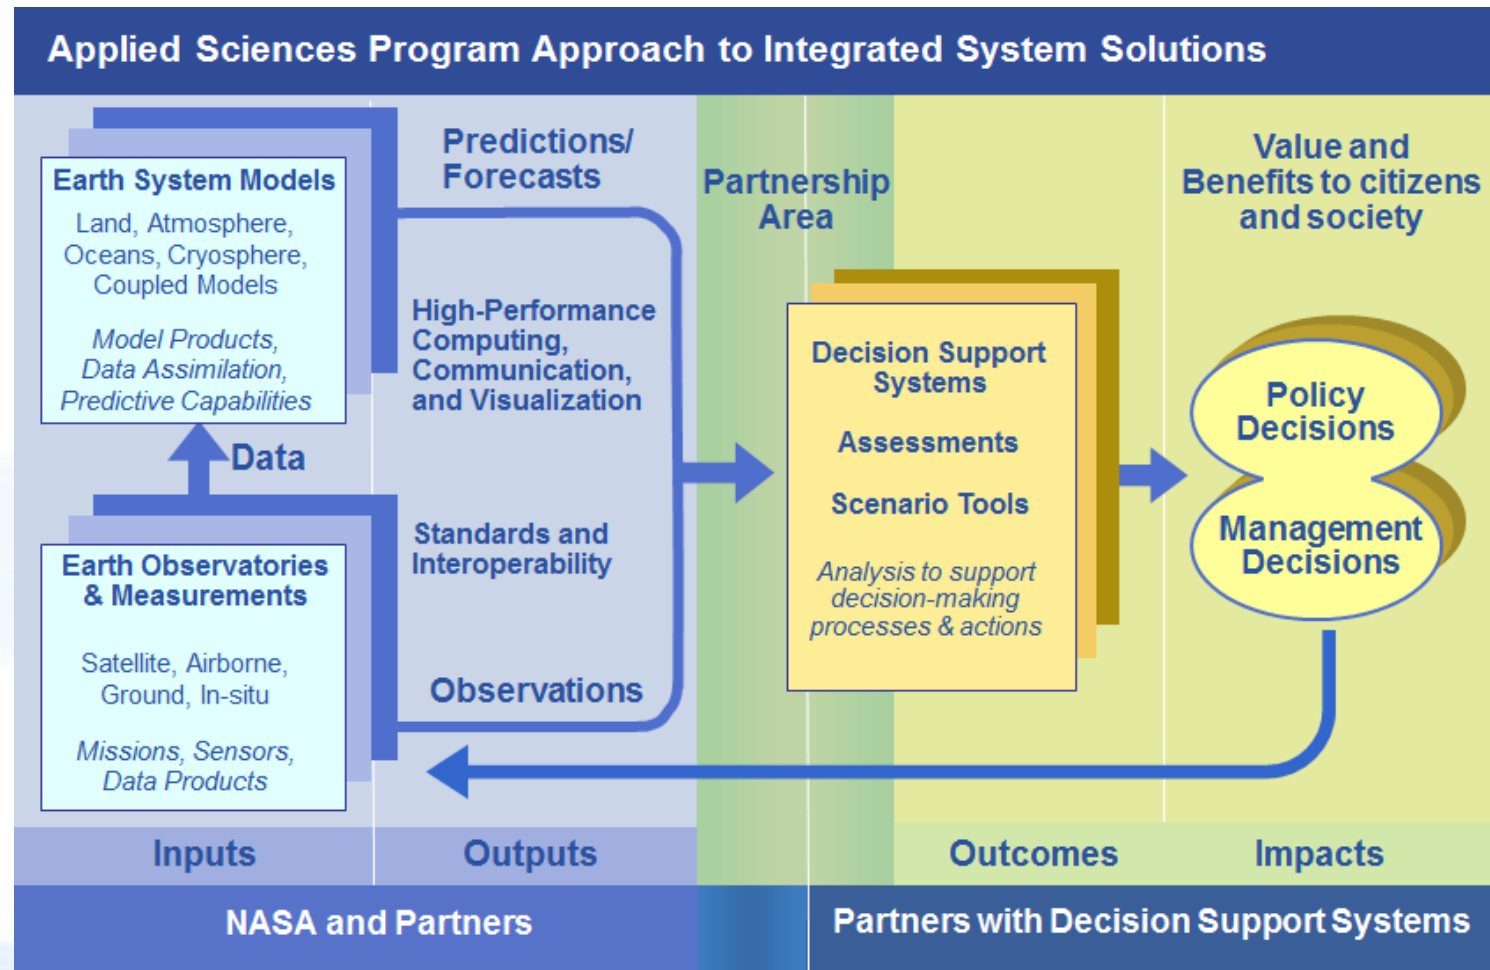 Applied Sciences Program Approach to Integrated System Solutions
Earth System Models
Land, Atmosphere,
Oceans, Cryosphere,
Coupled Models
Model Products,
Data Assimilation,
Predictive Capabilities
Data
Earth Observatories
& Measurements
Satellite, Airborne,
Ground, In-situ
Missions, Sensors,
Data Products
Predictions/
Forecasts
High-Performance
Computing,
Communication,
and Visualization
Standards and
Interoperability
Observations
Partnership
Area
Decision Support
Systems
Assessments
Scenario Tools
Analysis to support
decision-making
processes & actions
Value and
Benefits to citizens
and society
Policy
Decisions
Management
Decisions
Inputs
Outputs
Outcomes
Impacts
NASA and Partners
Partners with Decision Support Systems